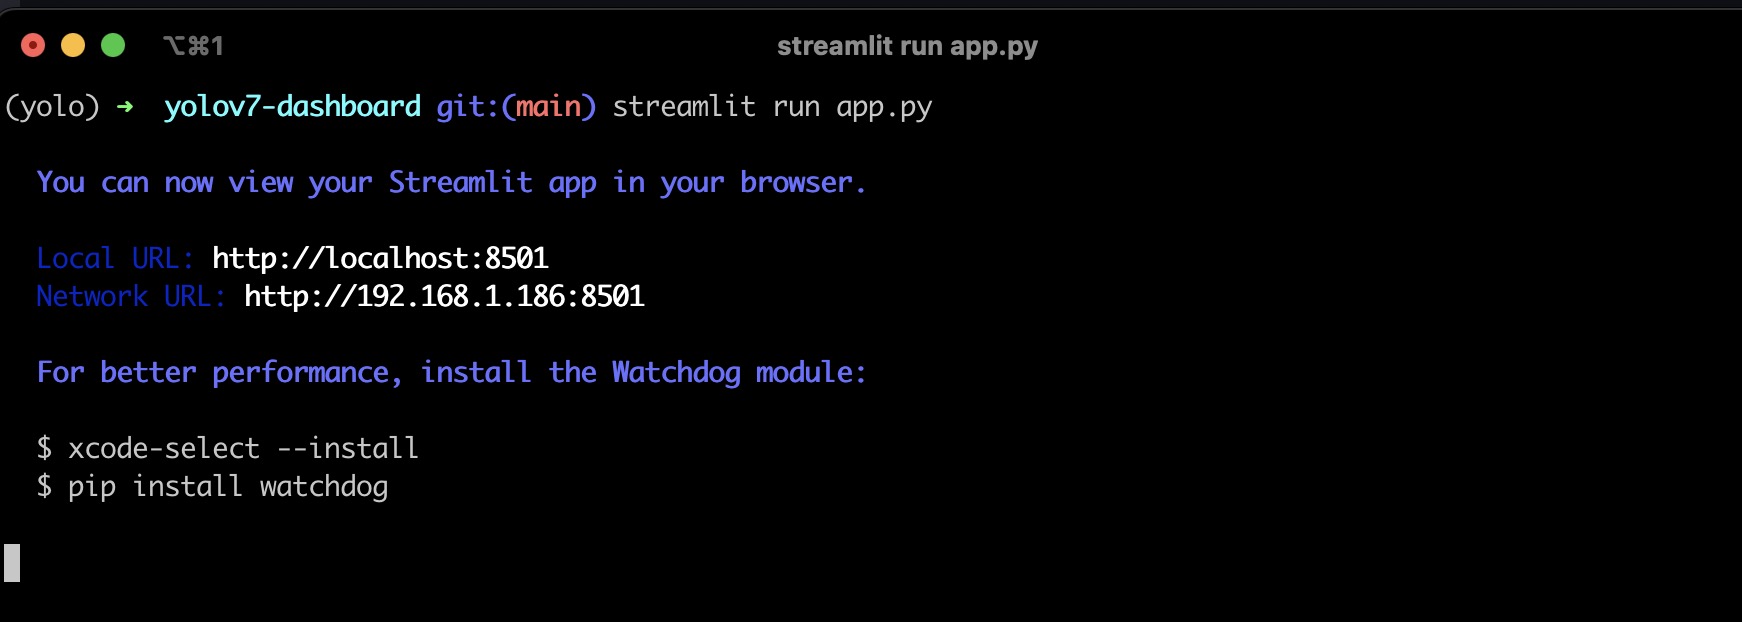 ⌥⌘1 streamlit run app.py
(yolo) ➜ yolov7-dashboard git:(main) streamlit run app.py
You can now view your Streamlit app in your browser.
Local URL: http://localhost:8501
Network URL: http://192.168.1.186:8501
For better performance, install the Watchdog module:
$ xcode-select --install
$ pip install watchdog